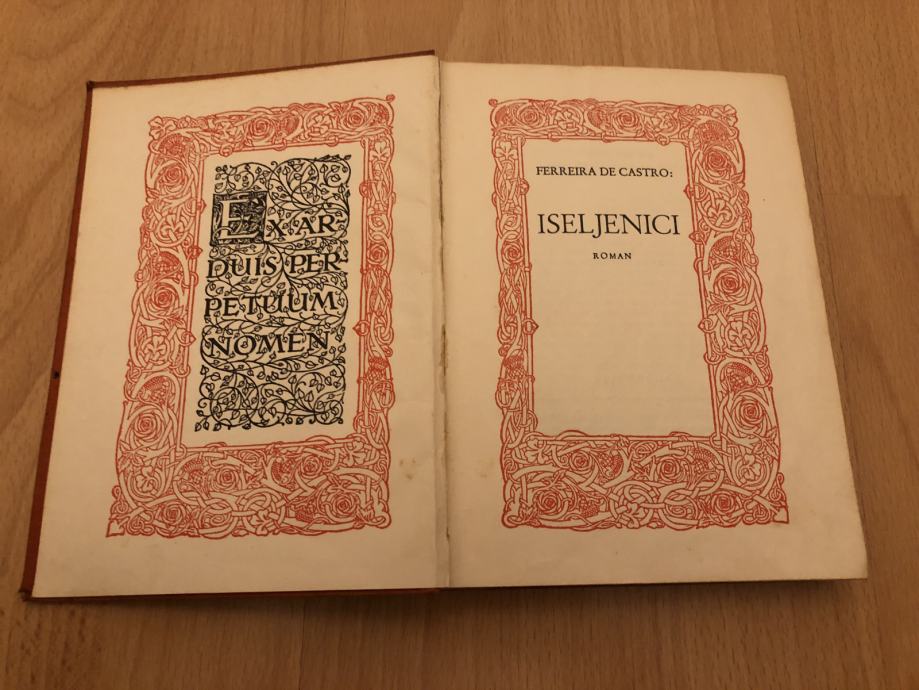 EX AR-
DUIS PER-
PETUUM
NOMEN
FERREIRA DE CASTRO:
ISELJENICI
ROMAN